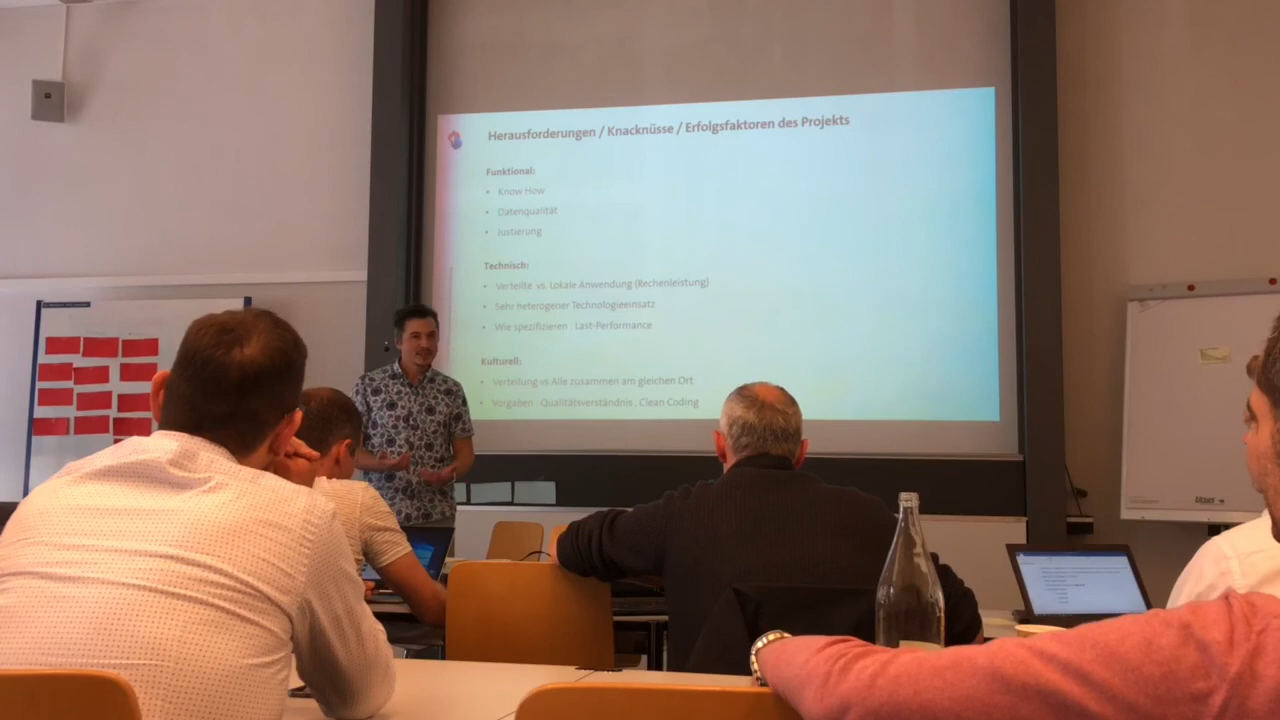 Herausforderungen / Knacknüsse / Erfolgsfaktoren des Projekts
Funktional:
• Know How
• Datenqualität
• Justierung
Technisch:
• Verteilte vs. Lokale Anwendung (Rechenleistung)
• Sehr heterogener Technologieeinsatz
• Wie spezifizieren : Last-Performance
Kulturell:
• Verteilung vs Alle zusammen am gleichen Ort
• Vorgaben : Qualitätsverständnis , Clean Coding